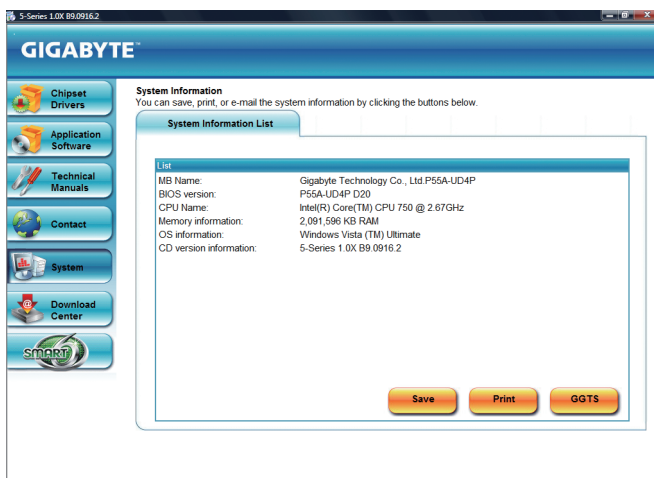 5-Series 1.0X B9.0916.2
GIGABYTE™
Chipset
Drivers
Application
Software
Technical
Manuals
Contact
System
Download
Center
SMART
System Information
You can save, print, or e-mail the system information by clicking the buttons below.
System Information List
List
MB Name: Gigabyte Technology Co., Ltd.P55A-UD4P
BIOS version: P55A-UD4P D20
CPU Name: Intel(R) Core(TM) CPU 750 @ 2.67GHz
Memory information: 2,091,596 KB RAM
OS information: Windows Vista (TM) Ultimate
CD version information: 5-Series 1.0X B9.0916.2
Save Print GGTS